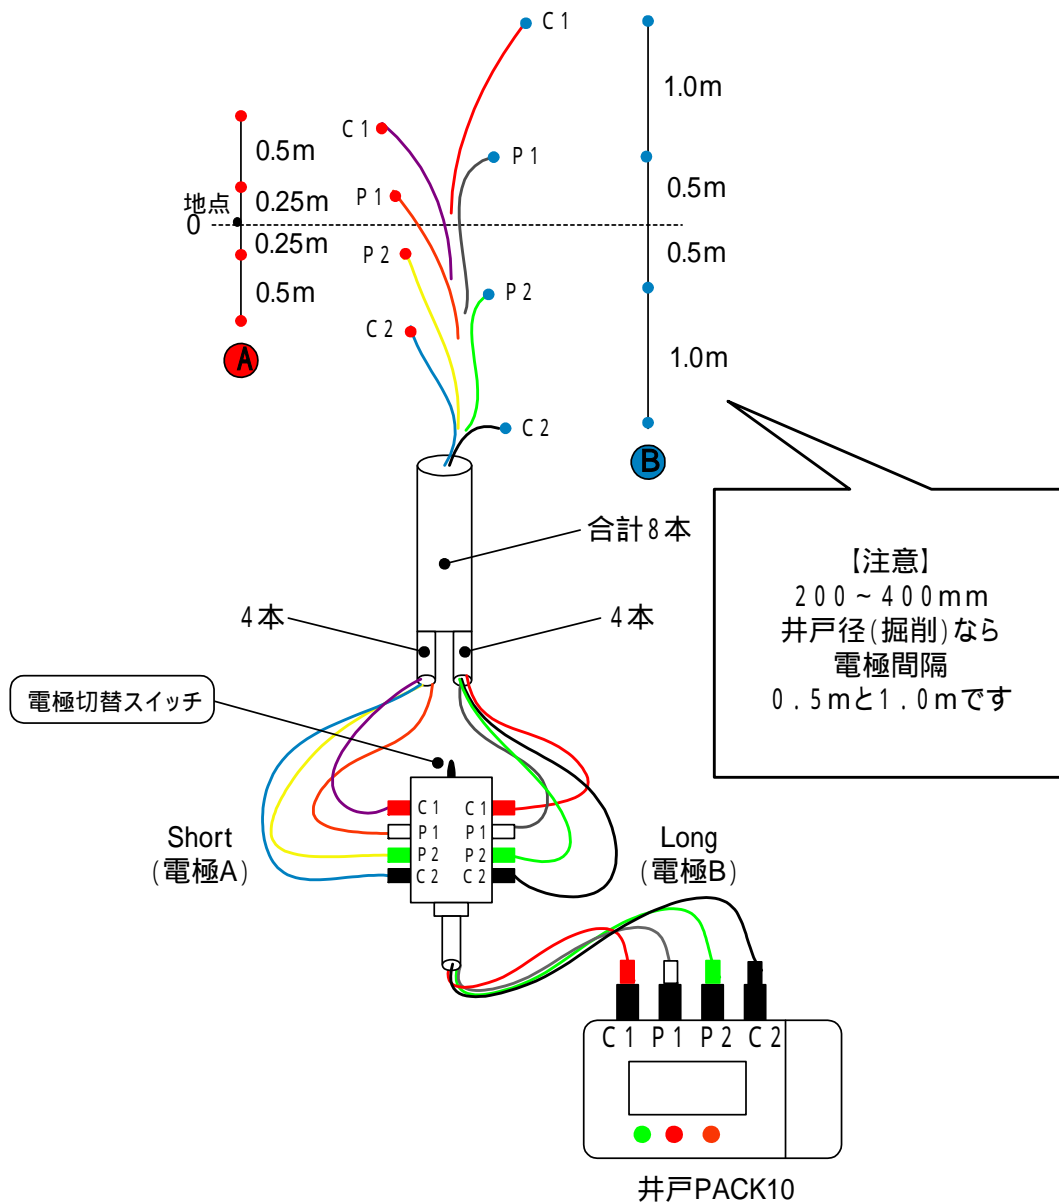 C1
1.0m
C1
0.5m
P1
0.5m
P1
地点
0.25m
0
0.25m
P2
0.5m
0.5m
P2
C2
A
1.0m
C2
B
合計8本
4本
4本
【注意】
200~400mm
井戸径(掘削)なら
電極間隔
0.5mと1.0mです
電極切替スイッチ
C1
C1
P1
P1
P2
P2
C2
C2
Short
(電極A)
Long
(電極B)
C1 P1 P2 C2
井戸PACK10